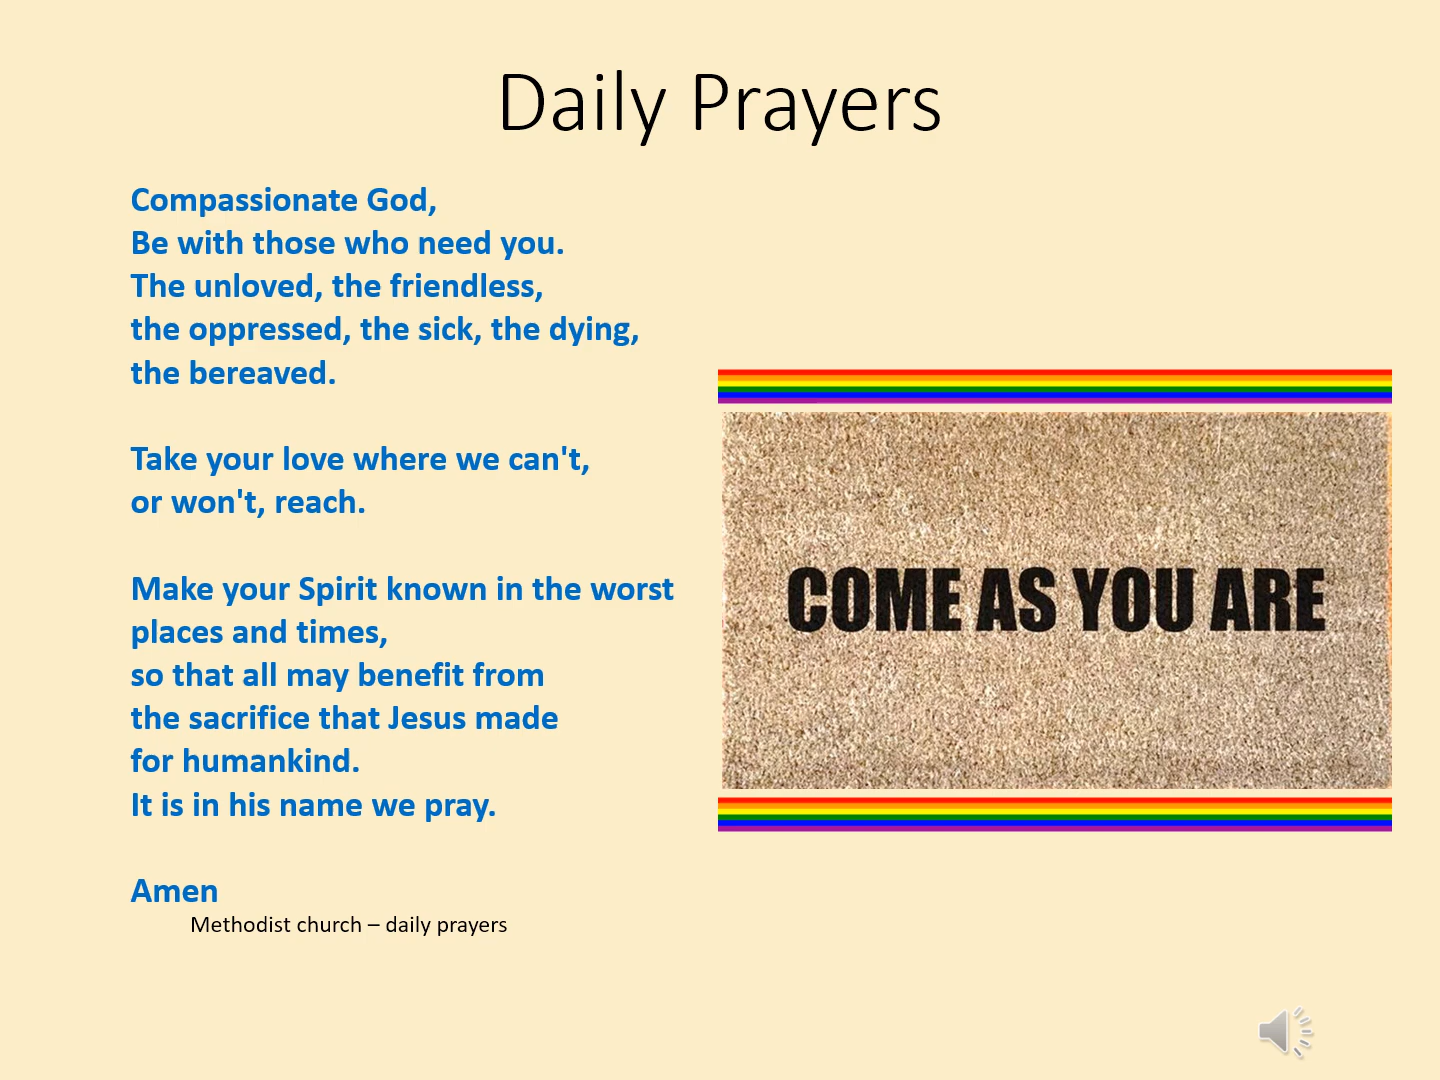 Daily Prayers
Compassionate God,
Be with those who need you.
The unloved, the friendless,
the oppressed, the sick, the dying,
the bereaved.
Take your love where we can't,
or won't, reach.
Make your Spirit known in the worst
places and times,
so that all may benefit from
the sacrifice that Jesus made
for humankind.
It is in his name we pray.
Amen
Methodist church – daily prayers
COME AS YOU ARE